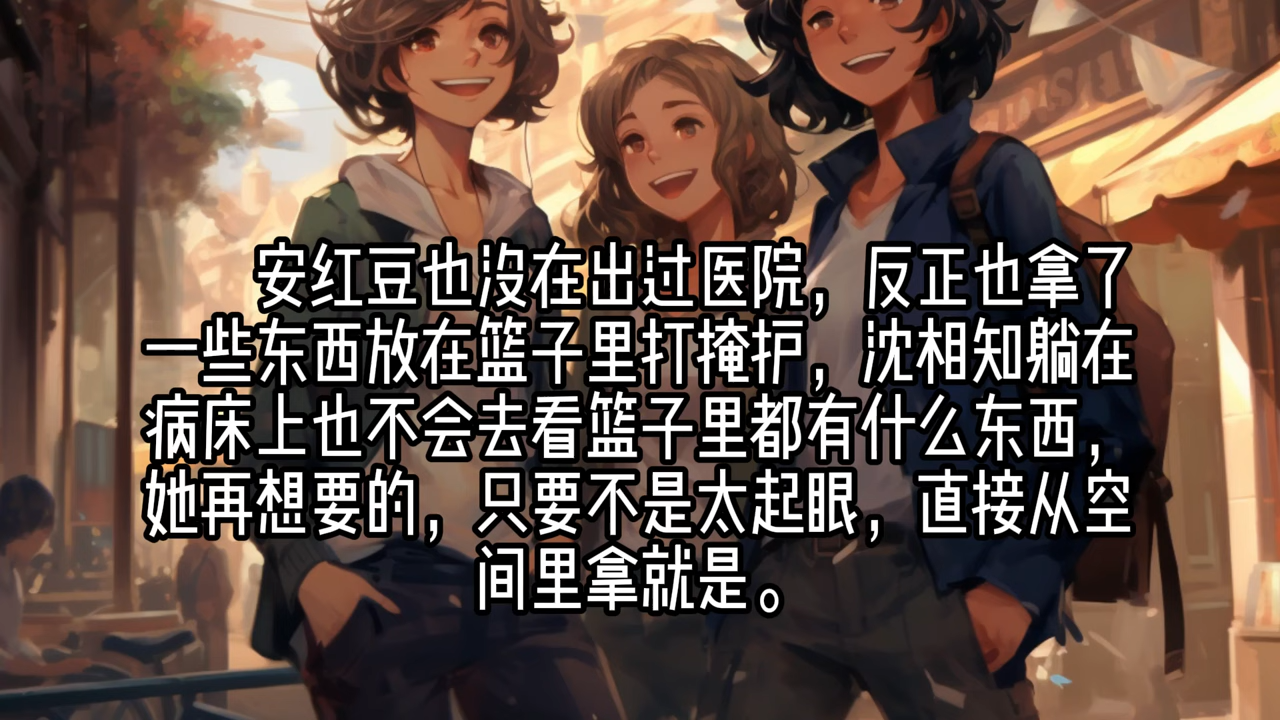 安红豆也没在出过医院，反正也拿了
一些东西放在篮子里打掩护，沈相知躺在
病床上也不会去看篮子里都有什么东西，
她再想要的，只要不是太起眼，直接从空
间里拿就是。